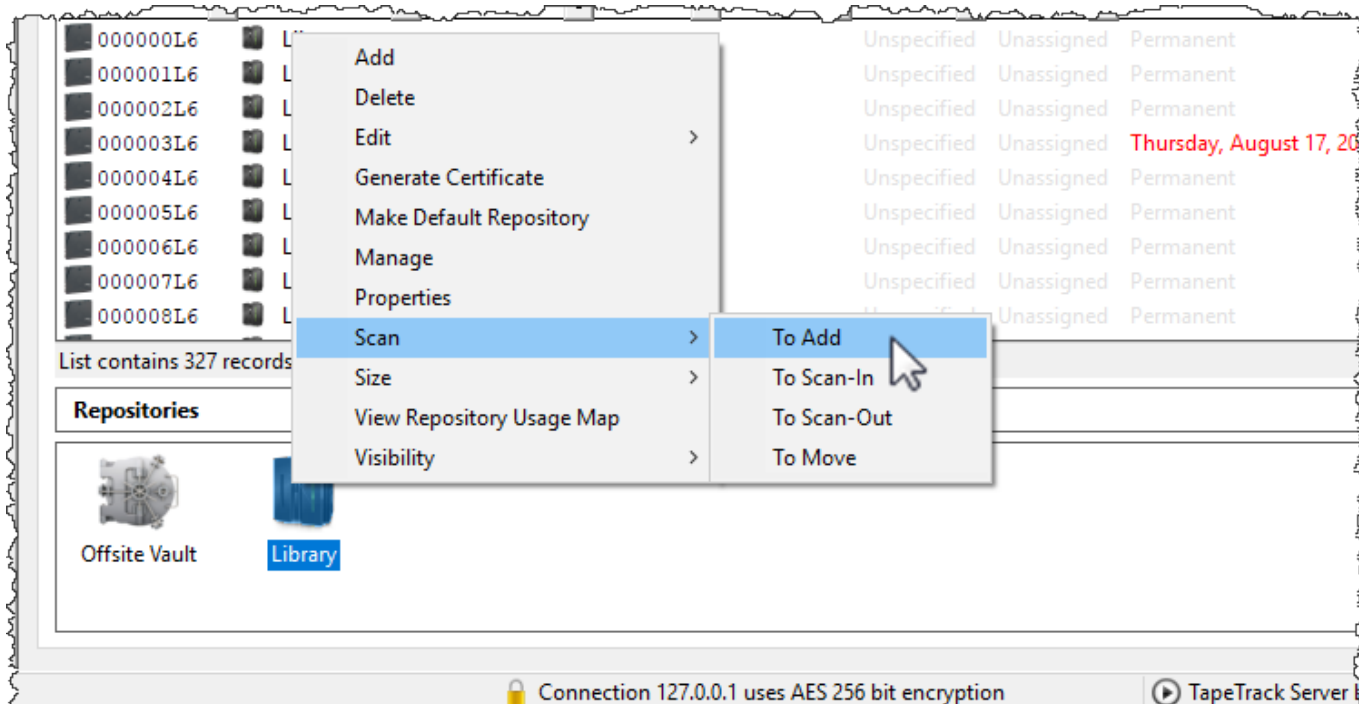 000000L6 Unspecified Unassigned Permanent
Add
000001L6 Unspecified Unassigned Permanent
Delete
000002L6 Unspecified Unassigned Permanent
Edit >
000003L6 Unspecified Unassigned Thursday, August 17, 20
000004L6 Generate Certificate Unspecified Unassigned Permanent
000005L6 Make Default Repository Unspecified Unassigned Permanent
000006L6 Unspecified Unassigned Permanent
Manage
000007L6 Unspecified Unassigned Permanent
Properties
000008L6 Unassigned Permanent
Scan > To Add
List contains 327 records
Size > To Scan-In
Repositories
View Repository Usage Map To Scan-Out
Visibility > To Move
Offsite Vault Library
Connection 127.0.0.1 uses AES 256 bit encryption TapeTrack Server